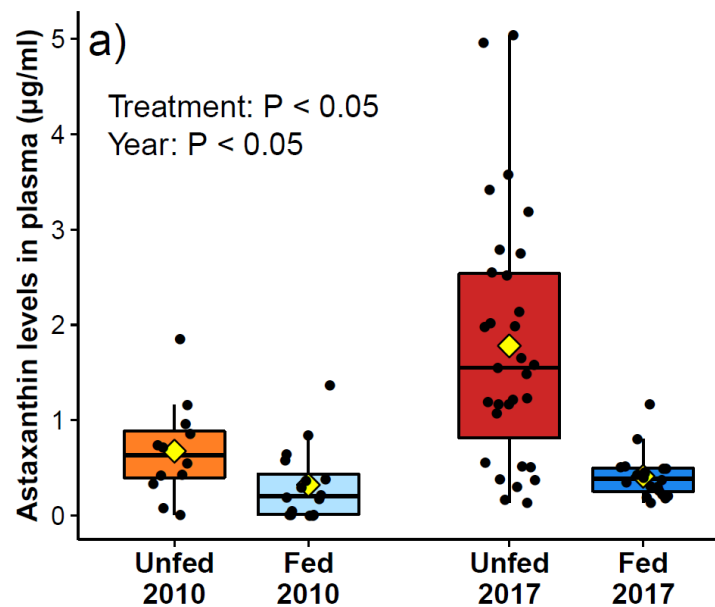 a)
Treatment: P < 0.05
Year: P < 0.05
Astaxanthin levels in plasma (µg/ml)
5
4
3
2
1
0
Unfed 2010
Fed 2010
Unfed 2017
Fed 2017